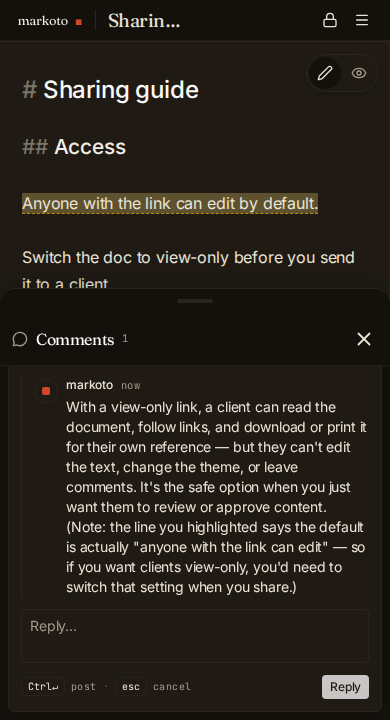 markoto
Sharin...
# Sharing guide
## Access
Anyone with the link can edit by default.
Switch the doc to view-only before you send
it to a client
Comments 1
markoto now
With a view-only link, a client can read the
document, follow links, and download or print it
for their own reference — but they can't edit
the text, change the theme, or leave
comments. It's the safe option when you just
want them to review or approve content.
(Note: the line you highlighted says the default
is actually "anyone with the link can edit" — so
if you want clients view-only, you'd need to
switch that setting when you share.)
Reply...
Ctrl↵ post · esc cancel
Reply